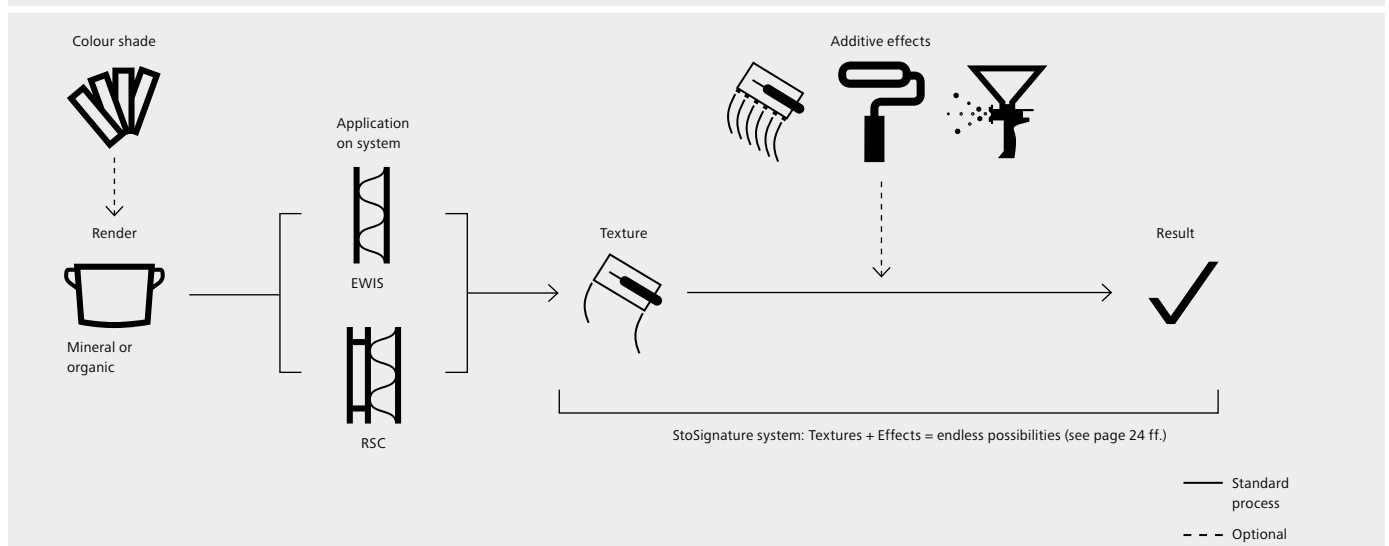 Colour shade
Render
Mineral or
organic
Application
on system
EWIS
RSC
Texture
Additive effects
Result
StoSignature system: Textures + Effects = endless possibilities (see page 24 ff.)
Standard
process
Optional